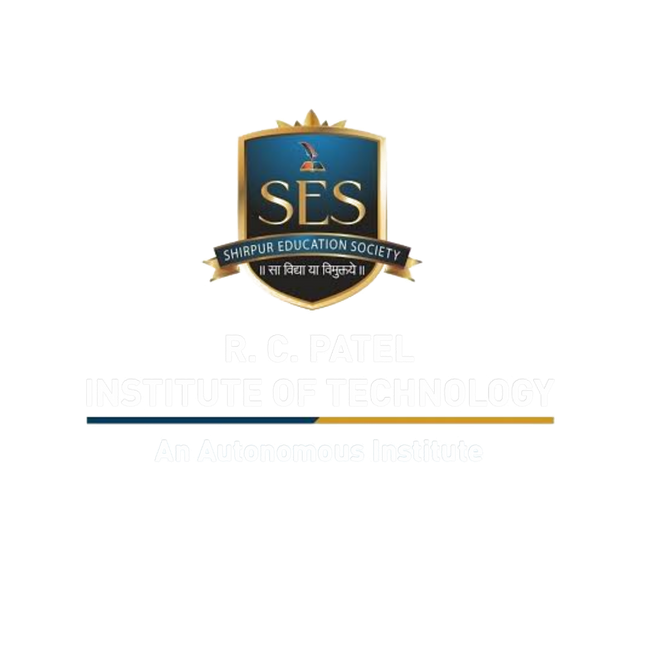 SES
SHIRPUR EDUCATION SOCIETY
॥ सा विद्या या विमुक्तये ॥
R. C. PATEL
INSTITUTE OF TECHNOLOGY
An Autonomous Institute